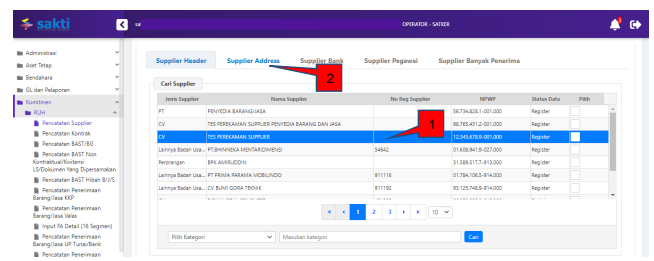 sakti
sai
OPERATOR - SATKER
3
Administrasi
Aset Tetap
Bendahara
GL dan Pelaporan
Komitmen
RUH
Pencatatan Supplier
Pencatatan Kontrak
Pencatatan BAST/BG
Pencatatan BAST Non
Kontraktual/Kwitansi
LS/Dokumen Yang Dipersamakan
Pencatatan BAST Hibah B/J/S
Pencatatan Penerimaan
Barang/Jasa KKP
Pencatatan Penerimaan
Barang/Jasa Valas
Input FA Detail (16 Segmen)
Pencatatan Penerimaan
Barang/Jasa UP Tunai/Bank
Pencatatan Penerimaan
Supplier Header Supplier Address Supplier Bank Supplier Pegawai Supplier Banyak Penerima
2
Cari Supplier
Jenis Supplier Nama Supplier No Reg Supplier NPWP Status Data Pilih
PT PENYEDIA BARANG/JASA 56.734.828.1-001.000 Register
CV TES PEREKAMAN SUPPLIER PENYEDIA BARANG DAN JASA 98.765.431.2-001.000 Register
1
CV TES PEREKAMAN SUPPLIER 12.345.678.9-001.000 Register
Lainnya Badan Usa... PT.BHINNEKA MENTARIDIMENSI 54642 01.608.941.9-027.000 Register
Perorangan BPK AMIRUDDIN 31.589.517.7-913.000 Register
Lainnya Badan Usa... PT PRIMA PARAMA MOBILINDO 911116 01.784.106.5-914.000 Register
Lainnya Badan Usa... CV BUMI GORA TEKNIK 911192 93.125.748.9-914.000 Register
« ‹ 1 2 3 › » 10
Pilih Kategori Masukan kategori Cari